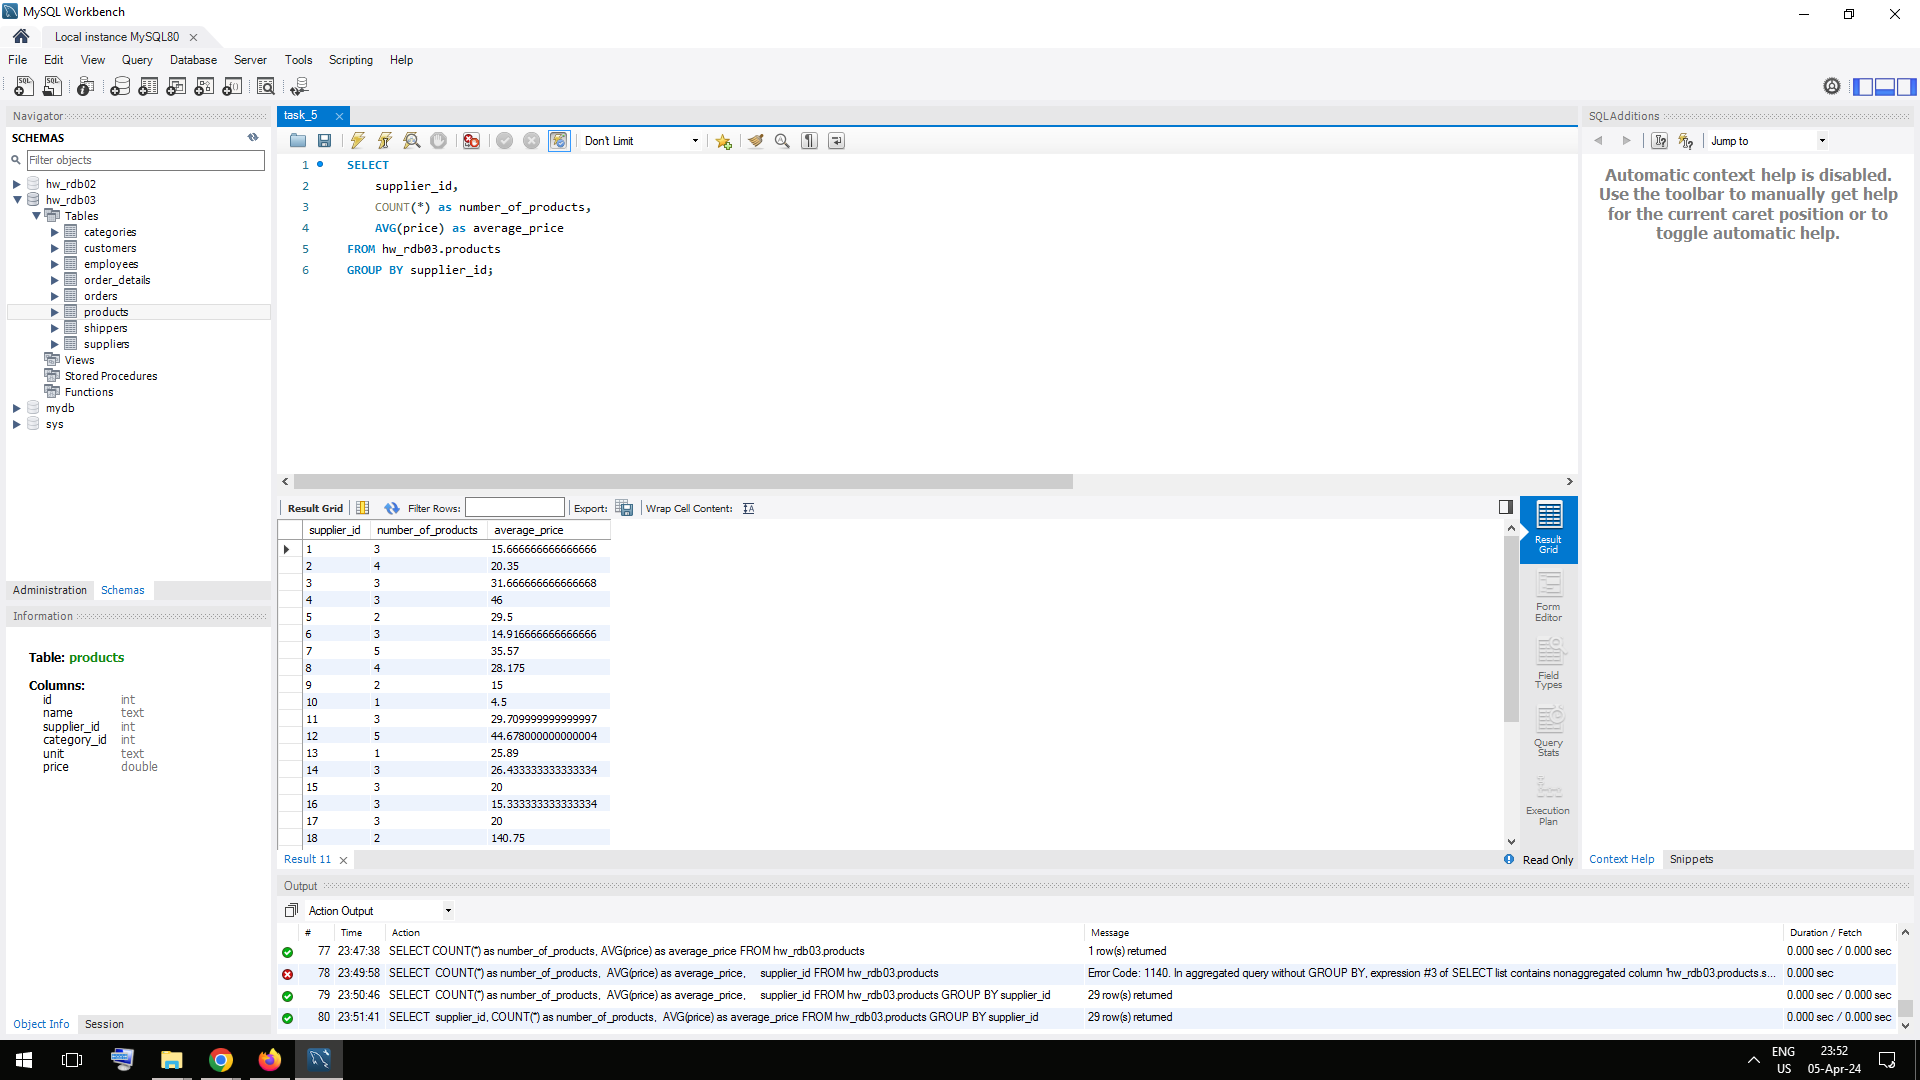 MySQL Workbench
Local instance MySQL80
File Edit View Query Database Server Tools Scripting Help
Navigator
SCHEMAS
Filter objects
hw_rdb02
hw_rdb03
Tables
categories
customers
employees
order_details
orders
products
shippers
suppliers
Views
Stored Procedures
Functions
mydb
sys
Administration Schemas
Information
Table: products
Columns:
id int
name text
supplier_id int
category_id int
unit text
price double
Object Info Session
task_5
Don't Limit
1 SELECT
2 supplier_id,
3 COUNT(*) as number_of_products,
4 AVG(price) as average_price
5 FROM hw_rdb03.products
6 GROUP BY supplier_id;
Result Grid Filter Rows: Export: Wrap Cell Content:
supplier_id number_of_products average_price
1 3 15.666666666666666
2 4 20.35
3 3 31.666666666666668
4 3 46
5 2 29.5
6 3 14.916666666666666
7 5 35.57
8 4 28.175
9 2 15
10 1 4.5
11 3 29.709999999999997
12 5 44.678000000000004
13 1 25.89
14 3 26.433333333333334
15 3 20
16 3 15.333333333333334
17 3 20
18 2 140.75
Result Grid
Form Editor
Field Types
Query Stats
Execution Plan
Result 11
Read Only
Output
Action Output
# Time Action Message Duration / Fetch
77 23:47:38 SELECT COUNT(*) as number_of_products, AVG(price) as average_price FROM hw_rdb03.products 1 row(s) returned 0.000 sec / 0.000 sec
78 23:49:58 SELECT COUNT(*) as number_of_products, AVG(price) as average_price, supplier_id FROM hw_rdb03.products Error Code: 1140. In aggregated query without GROUP BY, expression #3 of SELECT list contains nonaggregated column 'hw_rdb03.products.s... 0.000 sec
79 23:50:46 SELECT COUNT(*) as number_of_products, AVG(price) as average_price, supplier_id FROM hw_rdb03.products GROUP BY supplier_id 29 row(s) returned 0.000 sec / 0.000 sec
80 23:51:41 SELECT supplier_id, COUNT(*) as number_of_products, AVG(price) as average_price FROM hw_rdb03.products GROUP BY supplier_id 29 row(s) returned 0.000 sec / 0.000 sec
SQLAdditions
Jump to
Automatic context help is disabled.
Use the toolbar to manually get help
for the current caret position or to
toggle automatic help.
Context Help Snippets
ENG
US
23:52
05-Apr-24